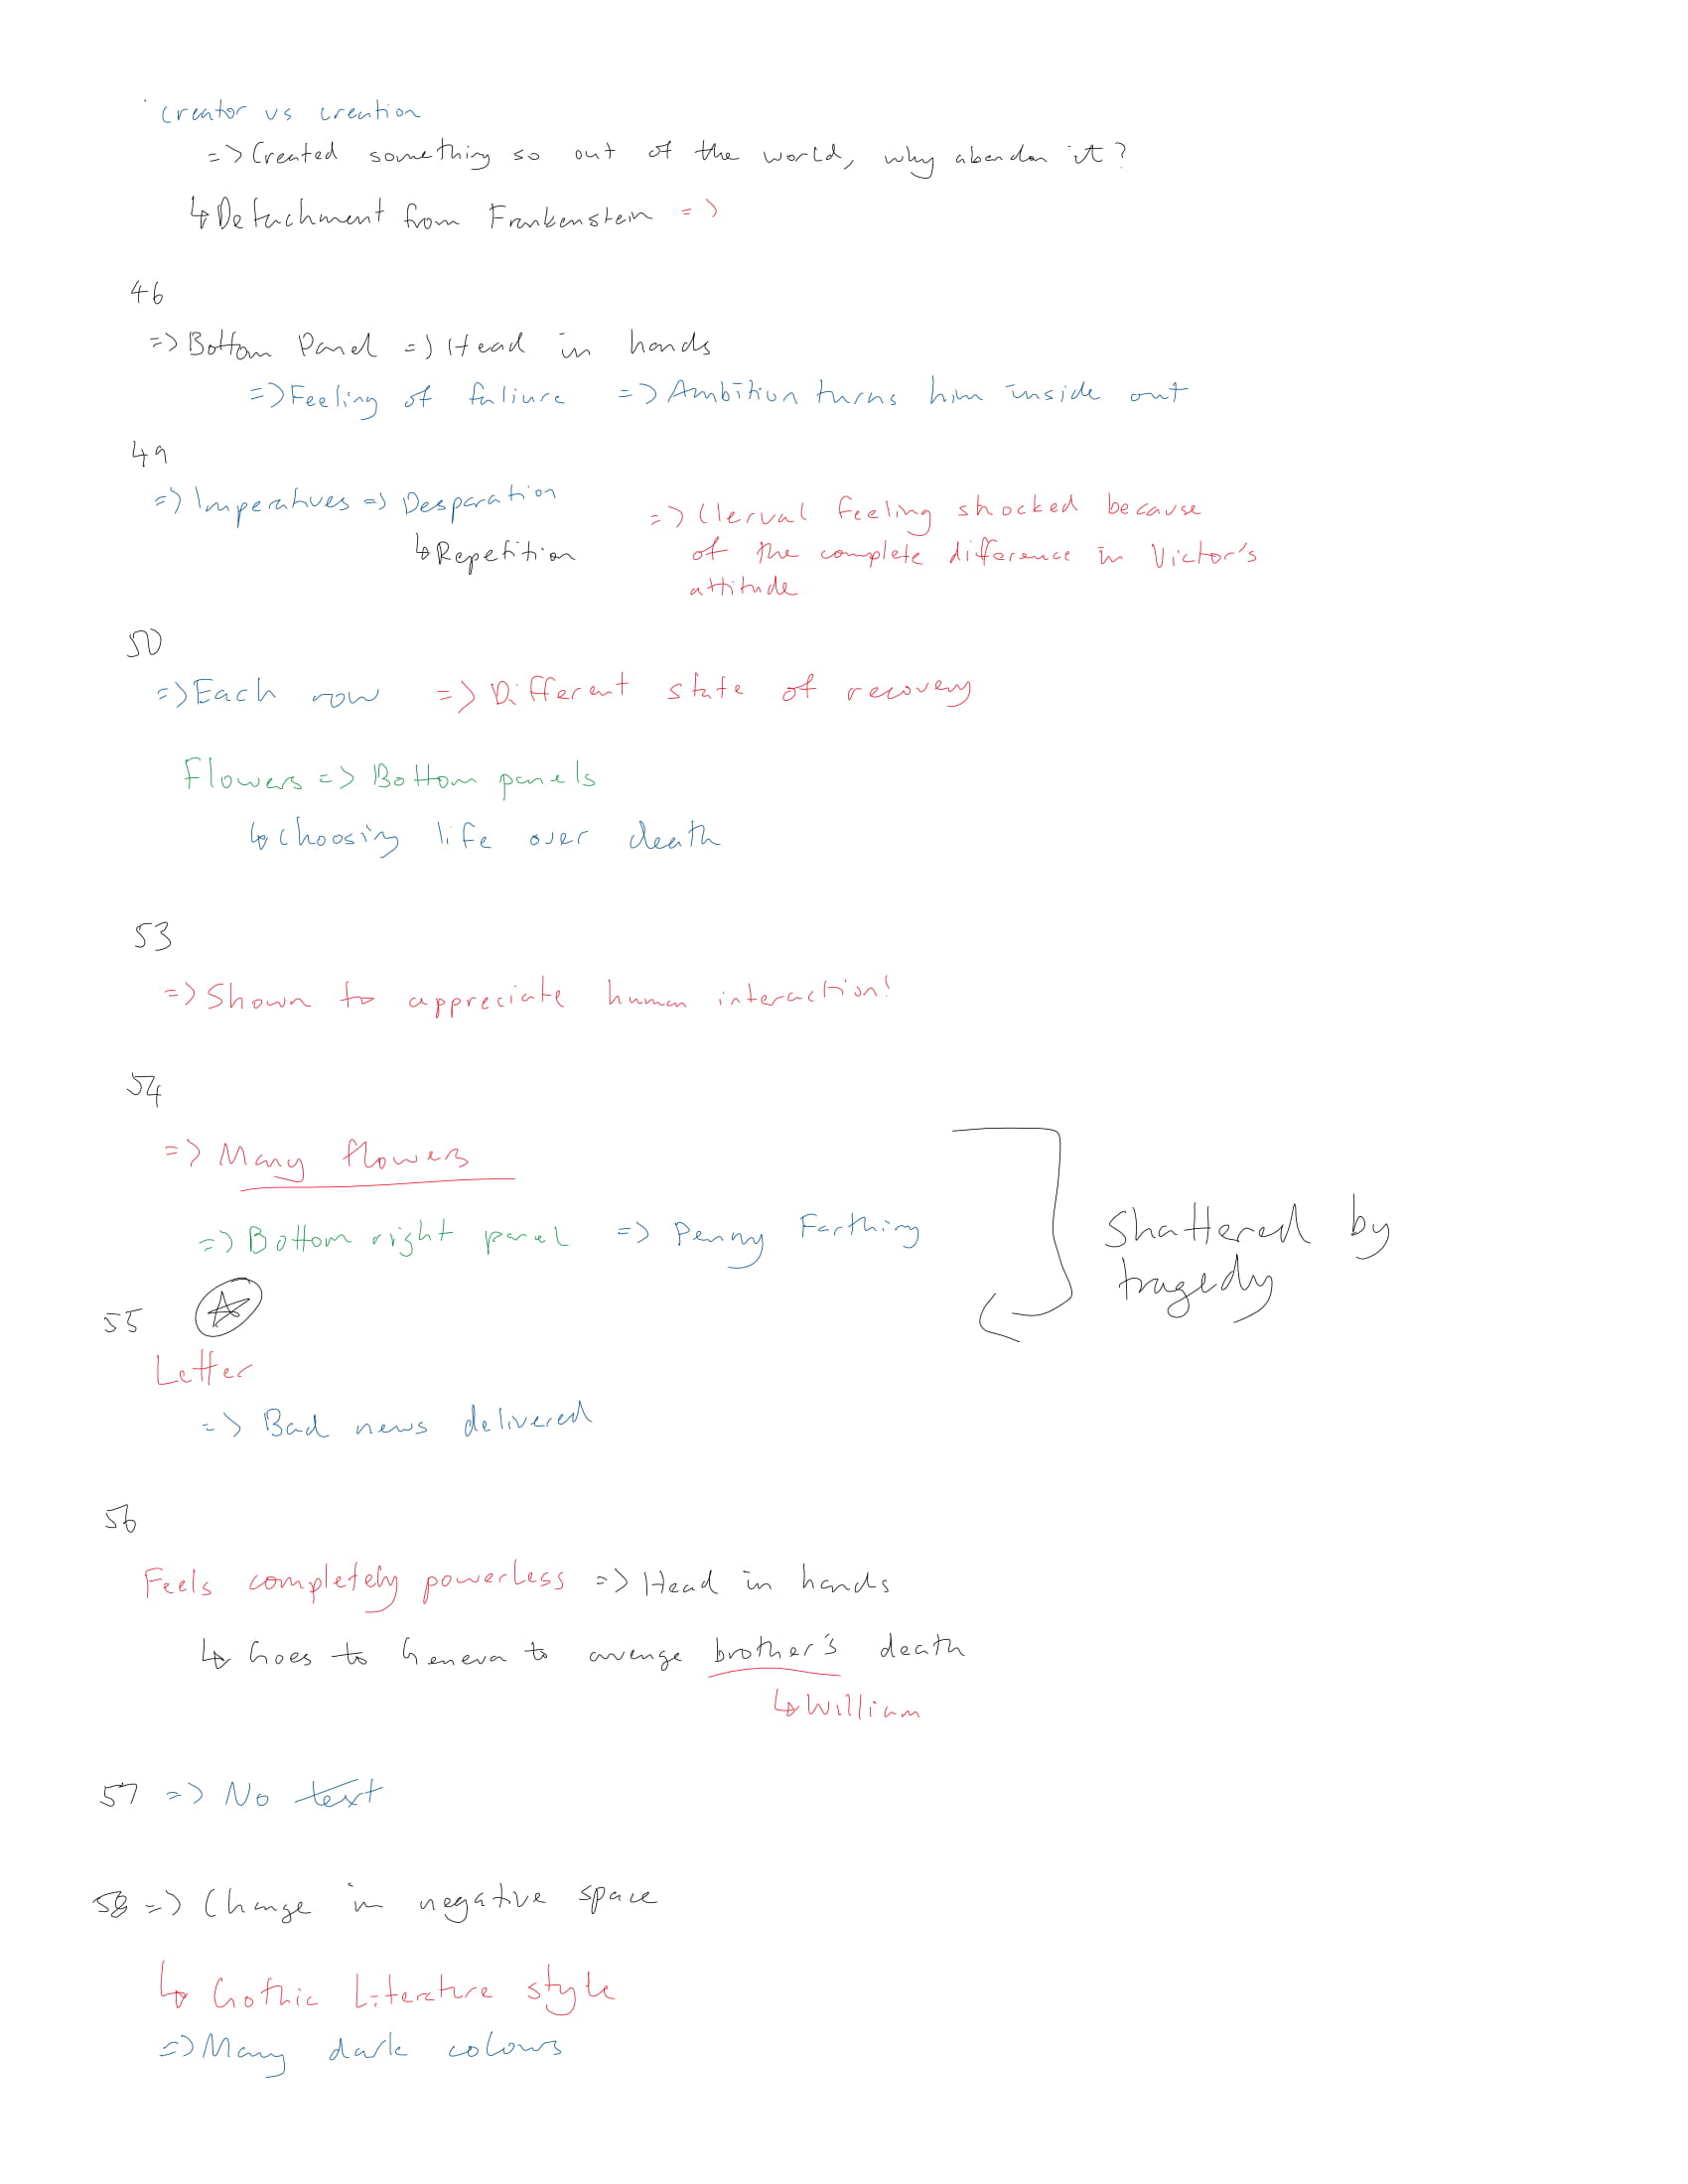 Creator vs creation
=> Created something so out of the world, why abandon it?
↳ Detachment from Frankenstein =>
46
=> Bottom Panel => Head in hands
=> Feeling of faliure => Ambition turns him inside out
49
=> Imperatives => Desparation
↳ Repetition
=> Clerval feeling shocked because
of the complete difference in Victor's
attitude
50
=> Each row => Different state of recovery
Flowers => Bottom panels
↳ choosing life over death
53
=> Shown to appreciate human interaction!
54
=> Many flowers
=> Bottom right panel => Penny Farthing
Shattered by
tragedy
55
Letter
=> Bad news delivered
56
Feels completely powerless => Head in hands
↳ Goes to Geneva to avenge brother's death
↳ William
57 => No text
58 => Change in negative space
↳ Gothic Literature style
=> Many dark colours